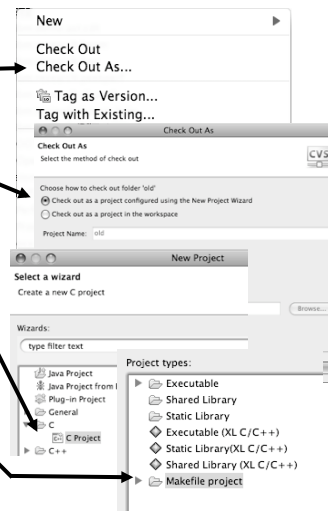 New
Check Out
Check Out As...
Tag as Version...
Tag with Existing...
Check Out As
Check Out As
Select the method of check out
CVS
Choose how to check out folder 'old'
Check out as a project configured using the New Project Wizard
Check out as a project in the workspace
Project Name: old
New Project
Select a wizard
Create a new C project
Browse...
Wizards:
type filter text
Java Project
Java Project from
Plug-in Project
General
C
C Project
C++
Project types:
Executable
Shared Library
Static Library
Executable (XL C/C++)
Static Library(XL C/C++)
Shared Library (XL C/C++)
Makefile project